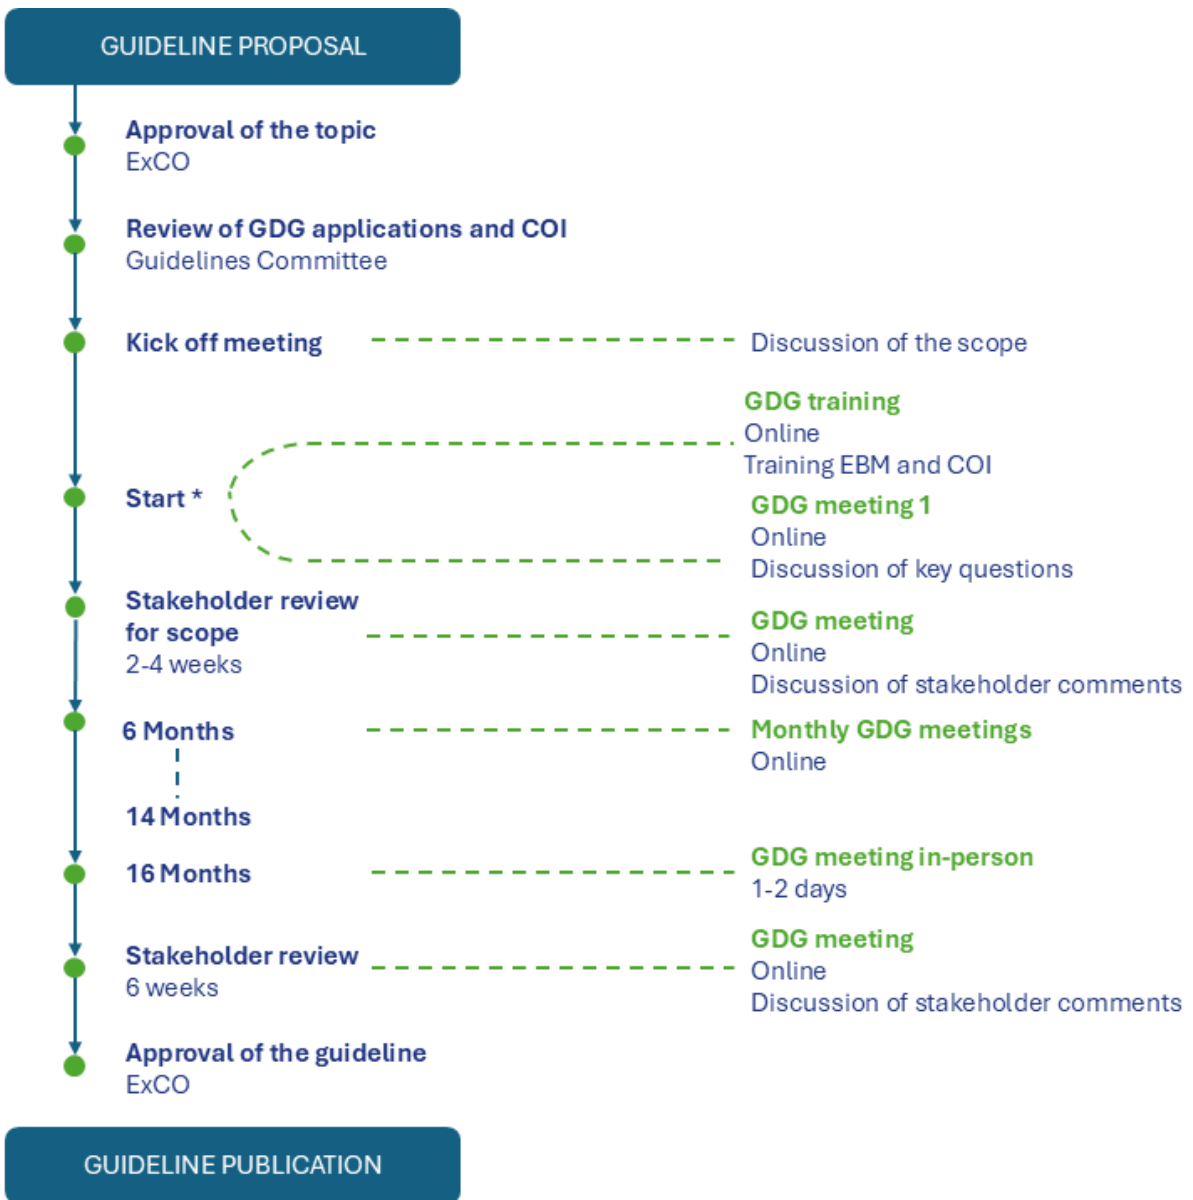 GUIDELINE PROPOSAL
Approval of the topic
ExCO
Review of GDG applications and COI
Guidelines Committee
Kick off meeting
Discussion of the scope
Start *
GDG training
Online
Training EBM and COI
GDG meeting 1
Online
Discussion of key questions
Stakeholder review
for scope
2-4 weeks
GDG meeting
Online
Discussion of stakeholder comments
6 Months
14 Months
Monthly GDG meetings
Online
16 Months
GDG meeting in-person
1-2 days
Stakeholder review
6 weeks
GDG meeting
Online
Discussion of stakeholder comments
Approval of the guideline
ExCO
GUIDELINE PUBLICATION